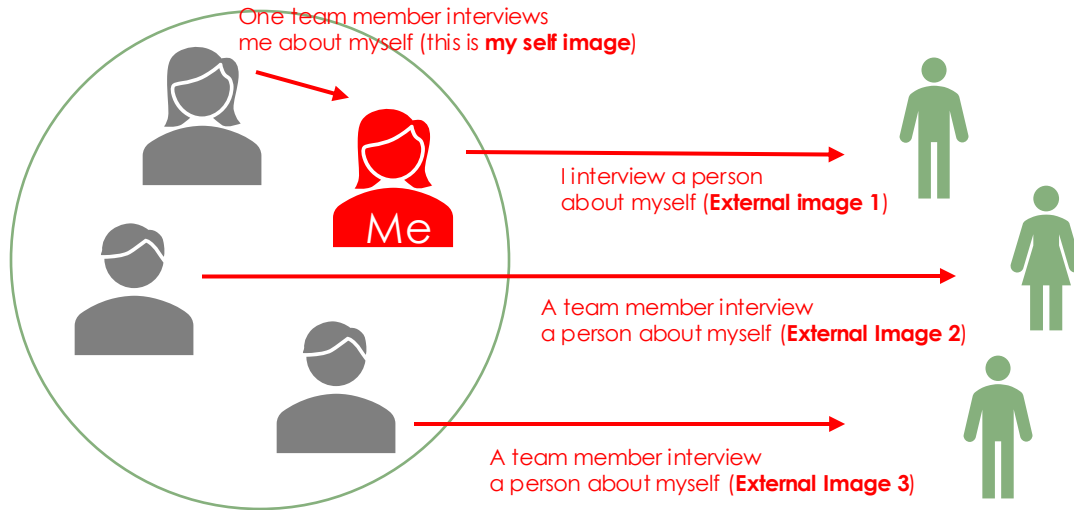 One team member interviews
me about myself (this is my self image)
Me
I interview a person
about myself (External image 1)
A team member interview
a person about myself (External Image 2)
A team member interview
a person about myself (External Image 3)